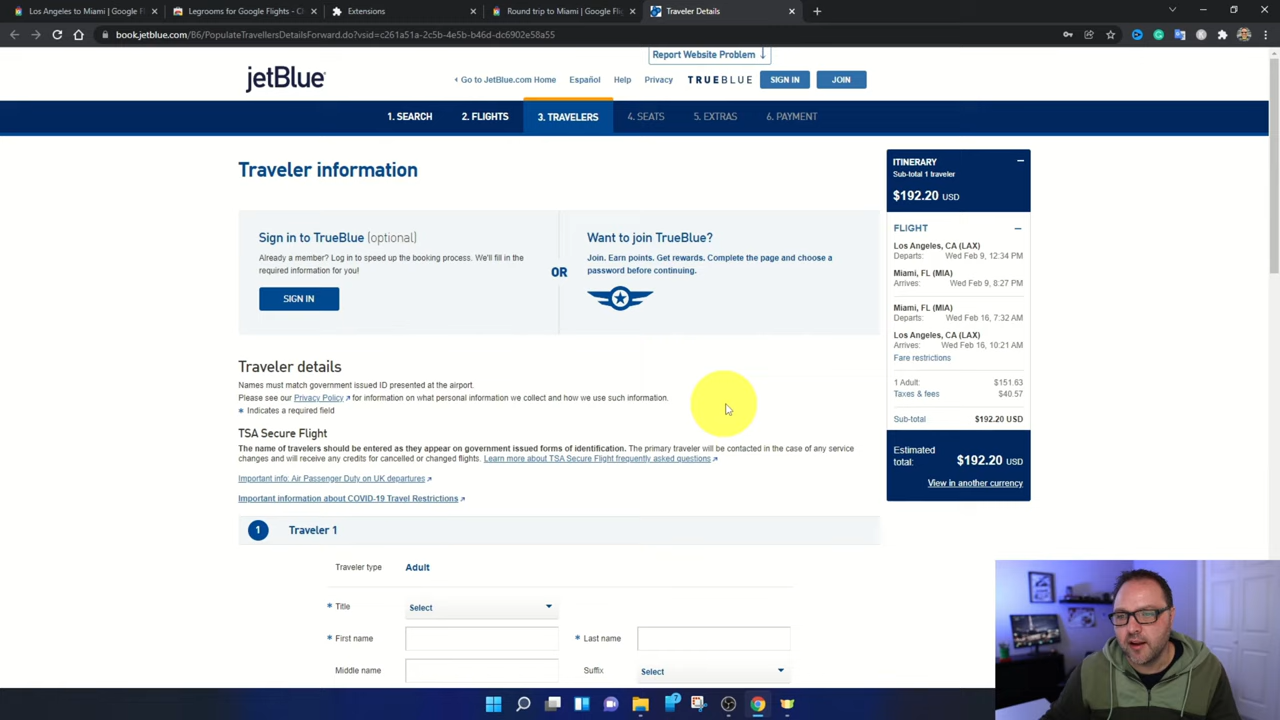 Los Angeles to Miami | Google F
Legrooms for Google Flights - C
Extensions
Round trip to Miami | Google Flig
Traveler Details
book.jetblue.com/B6/PopulateTravellersDetailsForward.do?vsid=c261a51a-2c5b-4e5b-b46d-dc6902e58a55
Report Website Problem ↓
jetBlue
Go to JetBlue.com Home
Español
Help
Privacy
TRUEBLUE
SIGN IN
JOIN
1. SEARCH
2. FLIGHTS
3. TRAVELERS
4. SEATS
5. EXTRAS
6. PAYMENT
Traveler information
Sign in to TrueBlue (optional)
Already a member? Log in to speed up the booking process. We'll fill in the
required information for you!
SIGN IN
OR
Want to join TrueBlue?
Join. Earn points. Get rewards. Complete the page and choose a
password before continuing.
Traveler details
Names must match government issued ID presented at the airport.
Please see our Privacy Policy for information on what personal information we collect and how we use such information.
* Indicates a required field
TSA Secure Flight
The name of travelers should be entered as they appear on government issued forms of identification. The primary traveler will be contacted in the case of any service
changes and will receive any credits for cancelled or changed flights. Learn more about TSA Secure Flight frequently asked questions
Important info: Air Passenger Duty on UK departures
Important information about COVID-19 Travel Restrictions
1 Traveler 1
Traveler type Adult
* Title Select
* First name
* Last name
Middle name
Suffix Select
ITINERARY
Sub-total 1 traveler
$192.20 USD
FLIGHT
Los Angeles, CA (LAX)
Departs: Wed Feb 9, 12:34 PM
Miami, FL (MIA)
Arrives: Wed Feb 9, 8:27 PM
Miami, FL (MIA)
Departs: Wed Feb 16, 7:32 AM
Los Angeles, CA (LAX)
Arrives: Wed Feb 16, 10:21 AM
Fare restrictions
1 Adult: $151.63
Taxes & fees $40.57
Sub-total $192.20 USD
Estimated
total: $192.20 USD
View in another currency
7